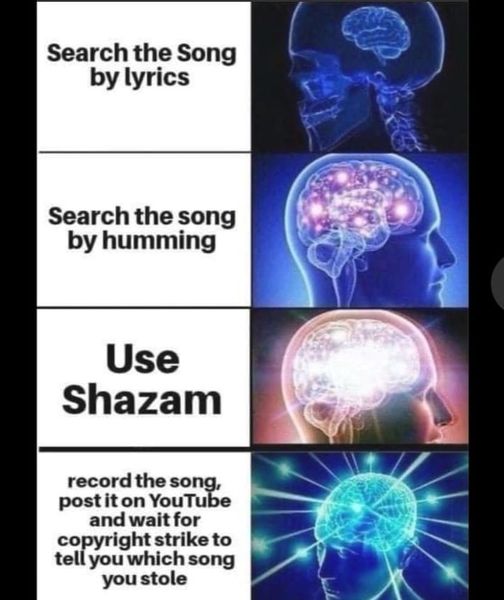 Search the Song
by lyrics
Search the song
by humming
Use
Shazam
record the song,
post it on YouTube
and wait for
copyright strike to
tell you which song
you stole